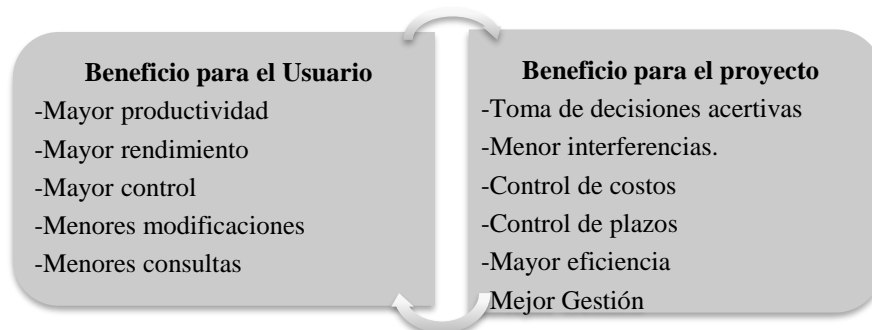 Beneficio para el Usuario
-Mayor productividad
-Mayor rendimiento
-Mayor control
-Menores modificaciones
-Menores consultas
Beneficio para el proyecto
-Toma de decisiones acertivas
-Menor interferencias.
-Control de costos
-Control de plazos
-Mayor eficiencia
-Mejor Gestión